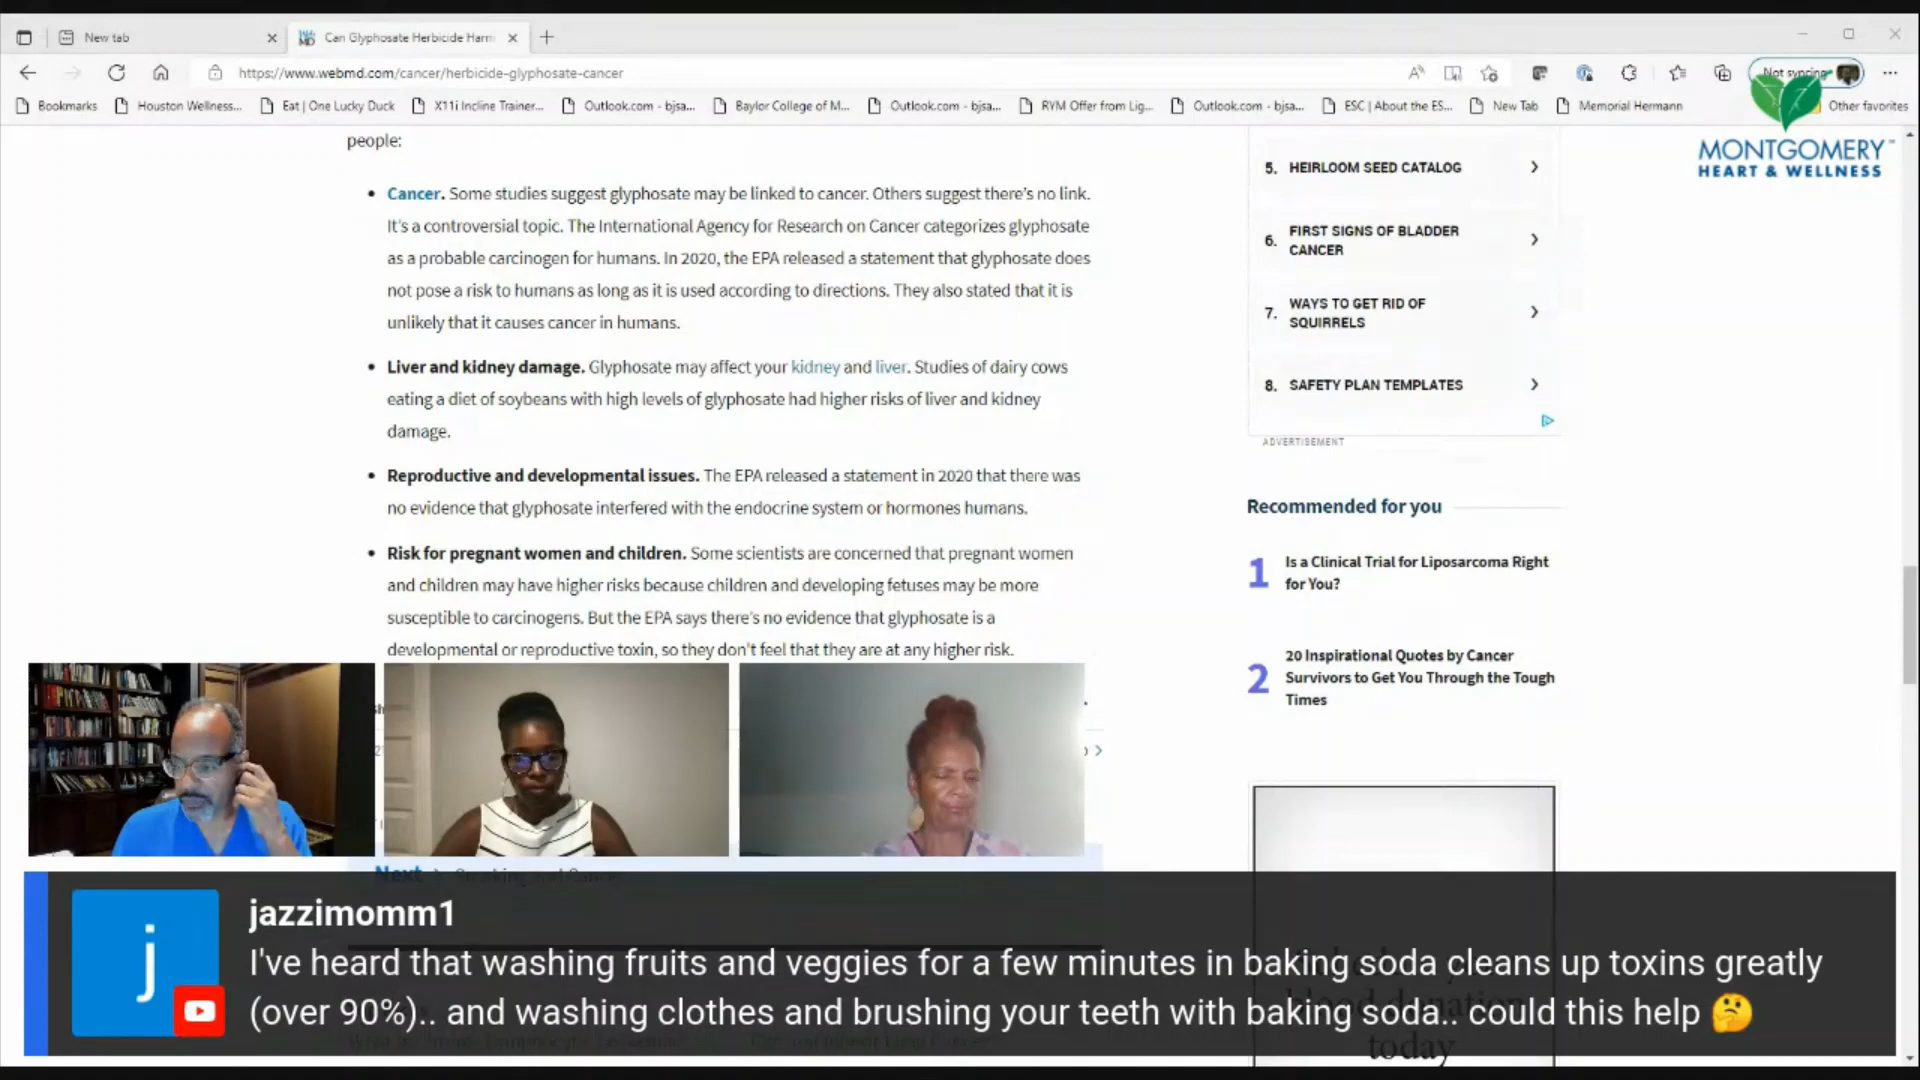 New tab
Can Glyphosate Herbicide Harm
https://www.webmd.com/cancer/herbicide-glyphosate-cancer
Not syncing
Bookmarks
Houston Wellness...
Eat | One Lucky Duck
X11i Incline Trainer...
Outlook.com - bjsa...
Baylor College of M...
Outlook.com - bjsa...
RYM Offer from Lig...
Outlook.com - bjsa...
ESC | About the ES...
New Tab
Memorial Hermann
Other favorites
MONTGOMERY™
HEART & WELLNESS
people:
• Cancer. Some studies suggest glyphosate may be linked to cancer. Others suggest there's no link.
It's a controversial topic. The International Agency for Research on Cancer categorizes glyphosate
as a probable carcinogen for humans. In 2020, the EPA released a statement that glyphosate does
not pose a risk to humans as long as it is used according to directions. They also stated that it is
unlikely that it causes cancer in humans.
• Liver and kidney damage. Glyphosate may affect your kidney and liver. Studies of dairy cows
eating a diet of soybeans with high levels of glyphosate had higher risks of liver and kidney
damage.
• Reproductive and developmental issues. The EPA released a statement in 2020 that there was
no evidence that glyphosate interfered with the endocrine system or hormones humans.
• Risk for pregnant women and children. Some scientists are concerned that pregnant women
and children may have higher risks because children and developing fetuses may be more
susceptible to carcinogens. But the EPA says there's no evidence that glyphosate is a
developmental or reproductive toxin, so they don't feel that they are at any higher risk.
5. HEIRLOOM SEED CATALOG
6. FIRST SIGNS OF BLADDER
CANCER
7. WAYS TO GET RID OF
SQUIRRELS
8. SAFETY PLAN TEMPLATES
ADVERTISEMENT
Recommended for you
1 Is a Clinical Trial for Liposarcoma Right
for You?
2 20 Inspirational Quotes by Cancer
Survivors to Get You Through the Tough
Times
Next
j
jazzimomm1
I've heard that washing fruits and veggies for a few minutes in baking soda cleans up toxins greatly
(over 90%).. and washing clothes and brushing your teeth with baking soda.. could this help 🤔
today